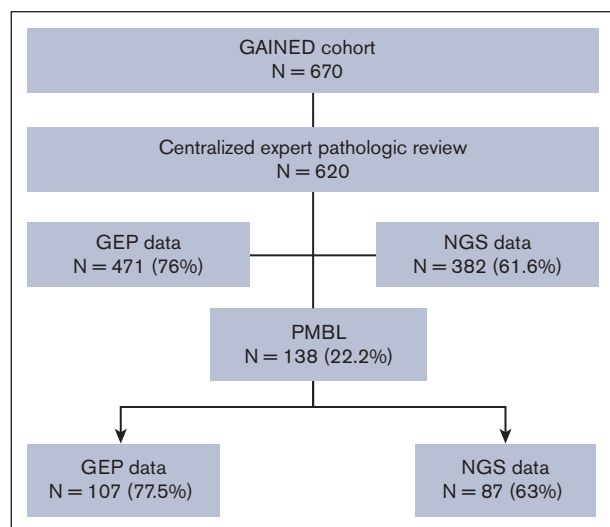 GAINED cohort
N = 670
Centralized expert pathologic review
N = 620
GEP data
N = 471 (76%)
NGS data
N = 382 (61.6%)
PMBL
N = 138 (22.2%)
GEP data
N = 107 (77.5%)
NGS data
N = 87 (63%)